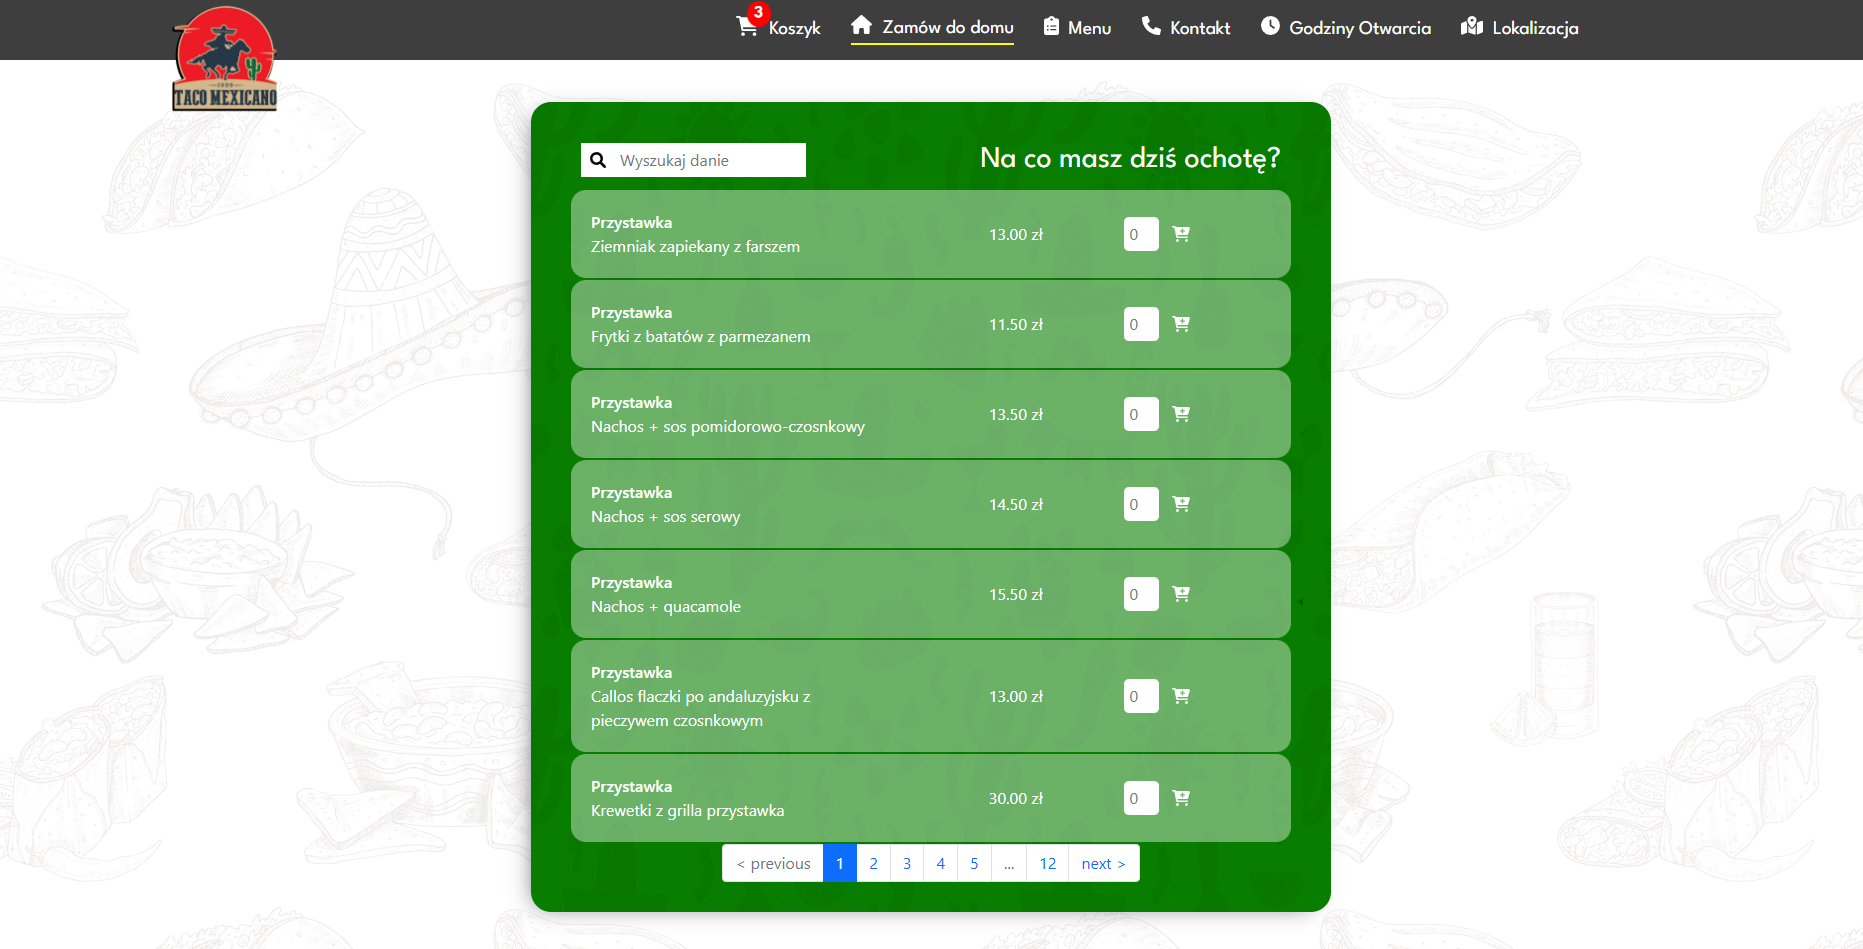 3
Koszyk
Zamów do domu
Menu
Kontakt
Godziny Otwarcia
Lokalizacja
TACO MEXICANO
Wyszukaj danie
Na co masz dziś ochotę?
Przystawka
Ziemniak zapiekany z farszem
13.00 zł
0
Przystawka
Frytki z batatów z parmezanem
11.50 zł
0
Przystawka
Nachos + sos pomidorowo-czosnkowy
13.50 zł
0
Przystawka
Nachos + sos serowy
14.50 zł
0
Przystawka
Nachos + quacamole
15.50 zł
0
Przystawka
Callos flaczki po andaluzyjsku z
pieczywem czosnkowym
13.00 zł
0
Przystawka
Krewetki z grilla przystawka
30.00 zł
0
< previous 1 2 3 4 5 ... 12 next >